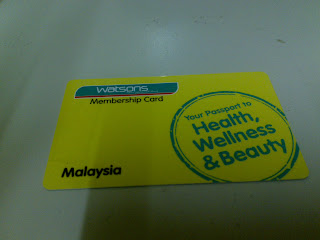 watsons
Membership Card
Your Passport to
Health,
Wellness
& Beauty
Malaysia